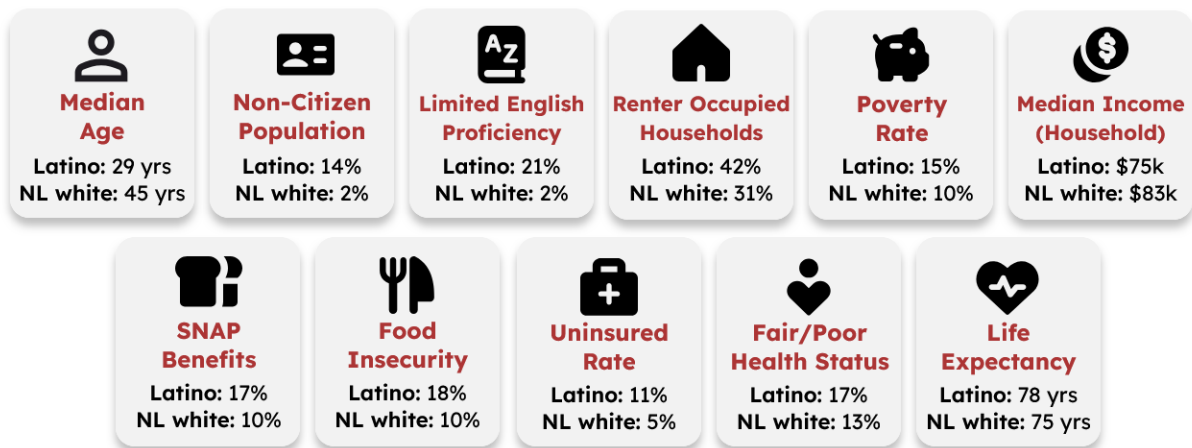 Median
Age
Latino: 29 yrs
NL white: 45 yrs
Non-Citizen
Population
Latino: 14%
NL white: 2%
A Z
Limited English
Proficiency
Latino: 21%
NL white: 2%
Renter Occupied
Households
Latino: 42%
NL white: 31%
Poverty
Rate
Latino: 15%
NL white: 10%
$
Median Income
(Household)
Latino: $75k
NL white: $83k
SNAP
Benefits
Latino: 17%
NL white: 10%
Food
Insecurity
Latino: 18%
NL white: 10%
Uninsured
Rate
Latino: 11%
NL white: 5%
Fair/Poor
Health Status
Latino: 17%
NL white: 13%
Life
Expectancy
Latino: 78 yrs
NL white: 75 yrs